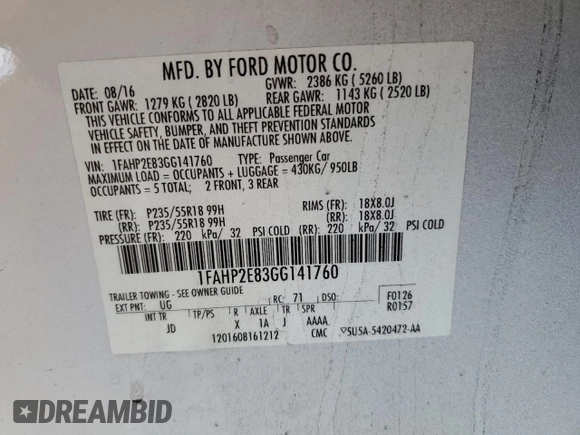 MFD. BY FORD MOTOR CO.
DATE: 08/16 GVWR: 2386 KG ( 5260 LB)
FRONT GAWR: 1279 KG ( 2820 LB) REAR GAWR: 1143 KG ( 2520 LB)
THIS VEHICLE CONFORMS TO ALL APPLICABLE FEDERAL MOTOR
VEHICLE SAFETY, BUMPER, AND THEFT PREVENTION STANDARDS
IN EFFECT ON THE DATE OF MANUFACTURE SHOWN ABOVE.
VIN: 1FAHP2E83GG141760 TYPE: Passenger Car
MAXIMUM LOAD = OCCUPANTS + LUGGAGE = 430KG/ 950LB
OCCUPANTS = 5 TOTAL; 2 FRONT, 3 REAR
TIRE (FR): P235/55R18 99H RIMS (FR): 18X8.0J
(RR): P235/55R18 99H (RR): 18X8.0J
PRESSURE (FR): 220 kPa/ 32 PSI COLD (RR): 220 kPa/ 32 PSI COLD
1FAHP2E83GG141760
TRAILER TOWING - SEE OWNER GUIDE
EXT PNT: UG RC: 71 DSO: F0126
R0157
INT TR TP/PS R AXLE TR SPR
JD X 1A J AAAA
1201608161212 CMC SU5A-5420472-AA
DREAMBID